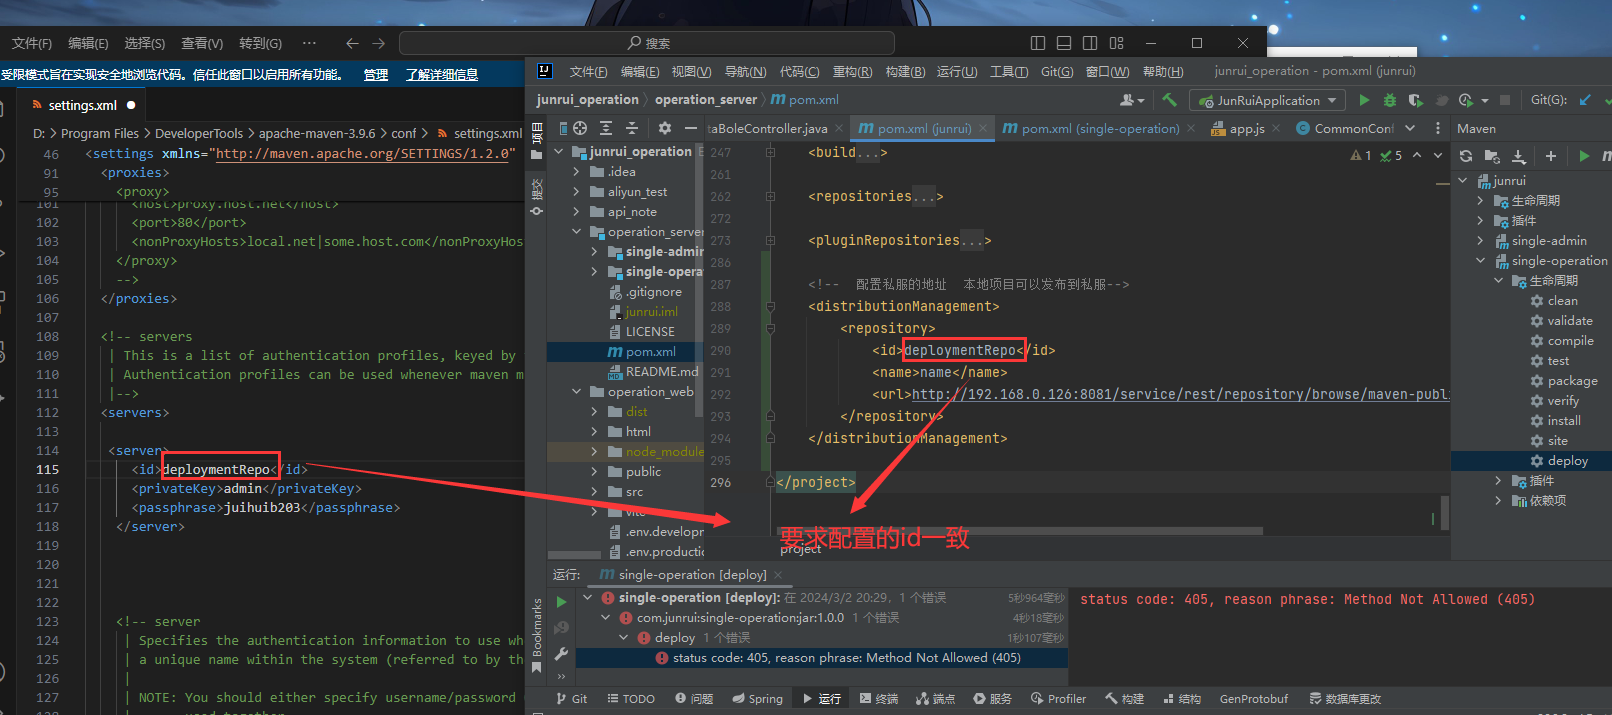 文件(F) 编辑(E) 选择(S) 查看(V) 转到(G) ··· 搜索
受限模式旨在实现安全地浏览代码。信任此窗口以启用所有功能。 管理 了解详细信息
settings.xml
D: > Program Files > DeveloperTools > apache-maven-3.9.6 > conf > settings.xml
46 <settings xmlns="http://maven.apache.org/SETTINGS/1.2.0"
91 <proxies>
95 <proxy>
101 <host>proxy.host.net</host>
102 <port>80</port>
103 <nonProxyHosts>local.net|some.host.com</nonProxyHos
104 </proxy>
105 -->
106 </proxies>
107
108 <!-- servers
109 | This is a list of authentication profiles, keyed by
110 | Authentication profiles can be used whenever maven m
111 |-->
112 <servers>
113
114 <server>
115 <id>deploymentRepo</id>
116 <privateKey>admin</privateKey>
117 <passphrase>juihuib203</passphrase>
118 </server>
119
120
121
122
123 <!-- server
124 | Specifies the authentication information to use wh
125 | a unique name within the system (referred to by th
126 |
127 | NOTE: You should either specify username/password
128
文件(F) 编辑(E) 视图(V) 导航(N) 代码(C) 重构(R) 构建(B) 运行(U) 工具(T) Git(G) 窗口(W) 帮助(H) junrui_operation - pom.xml (junrui)
junrui_operation > operation_server > pom.xml
JunRuiApplication Git(G):
项目
提交
junrui_operation
.idea
aliyun_test
api_note
operation_server
single-admin
single-opera
.gitignore
junrui.iml
LICENSE
pom.xml
README.md
operation_web
dist
html
node_module
public
src
vite
.env.developm
.env.productio
taBoleController.java pom.xml (junrui) pom.xml (single-operation) app.js CommonConf
1 5
247 <build...>
261
262 <repositories...>
272
273 <pluginRepositories...>
286
287 <!-- 配置私服的地址 本地项目可以发布到私服-->
288 <distributionManagement>
289 <repository>
290 <id>deploymentRepo</id>
291 <name>name</name>
292 <url>http://192.168.0.126:8081/service/rest/repository/browse/maven-publ
293 </repository>
294 </distributionManagement>
295
296 </project>
要求配置的id一致
project
Maven
junrui
生命周期
插件
single-admin
single-operation
生命周期
clean
validate
compile
test
package
verify
install
site
deploy
插件
依赖项
运行: single-operation [deploy]
single-operation [deploy]: 在 2024/3/2 20:29，1 个错误 5秒964毫秒
com.junrui:single-operation:jar:1.0.0 1 个错误 4秒18毫秒
deploy 1 个错误 1秒107毫秒
status code: 405, reason phrase: Method Not Allowed (405)
status code: 405, reason phrase: Method Not Allowed (405)
Bookmarks
Git TODO 问题 Spring 运行 终端 端点 服务 Profiler 构建 结构 GenProtobuf 数据库更改